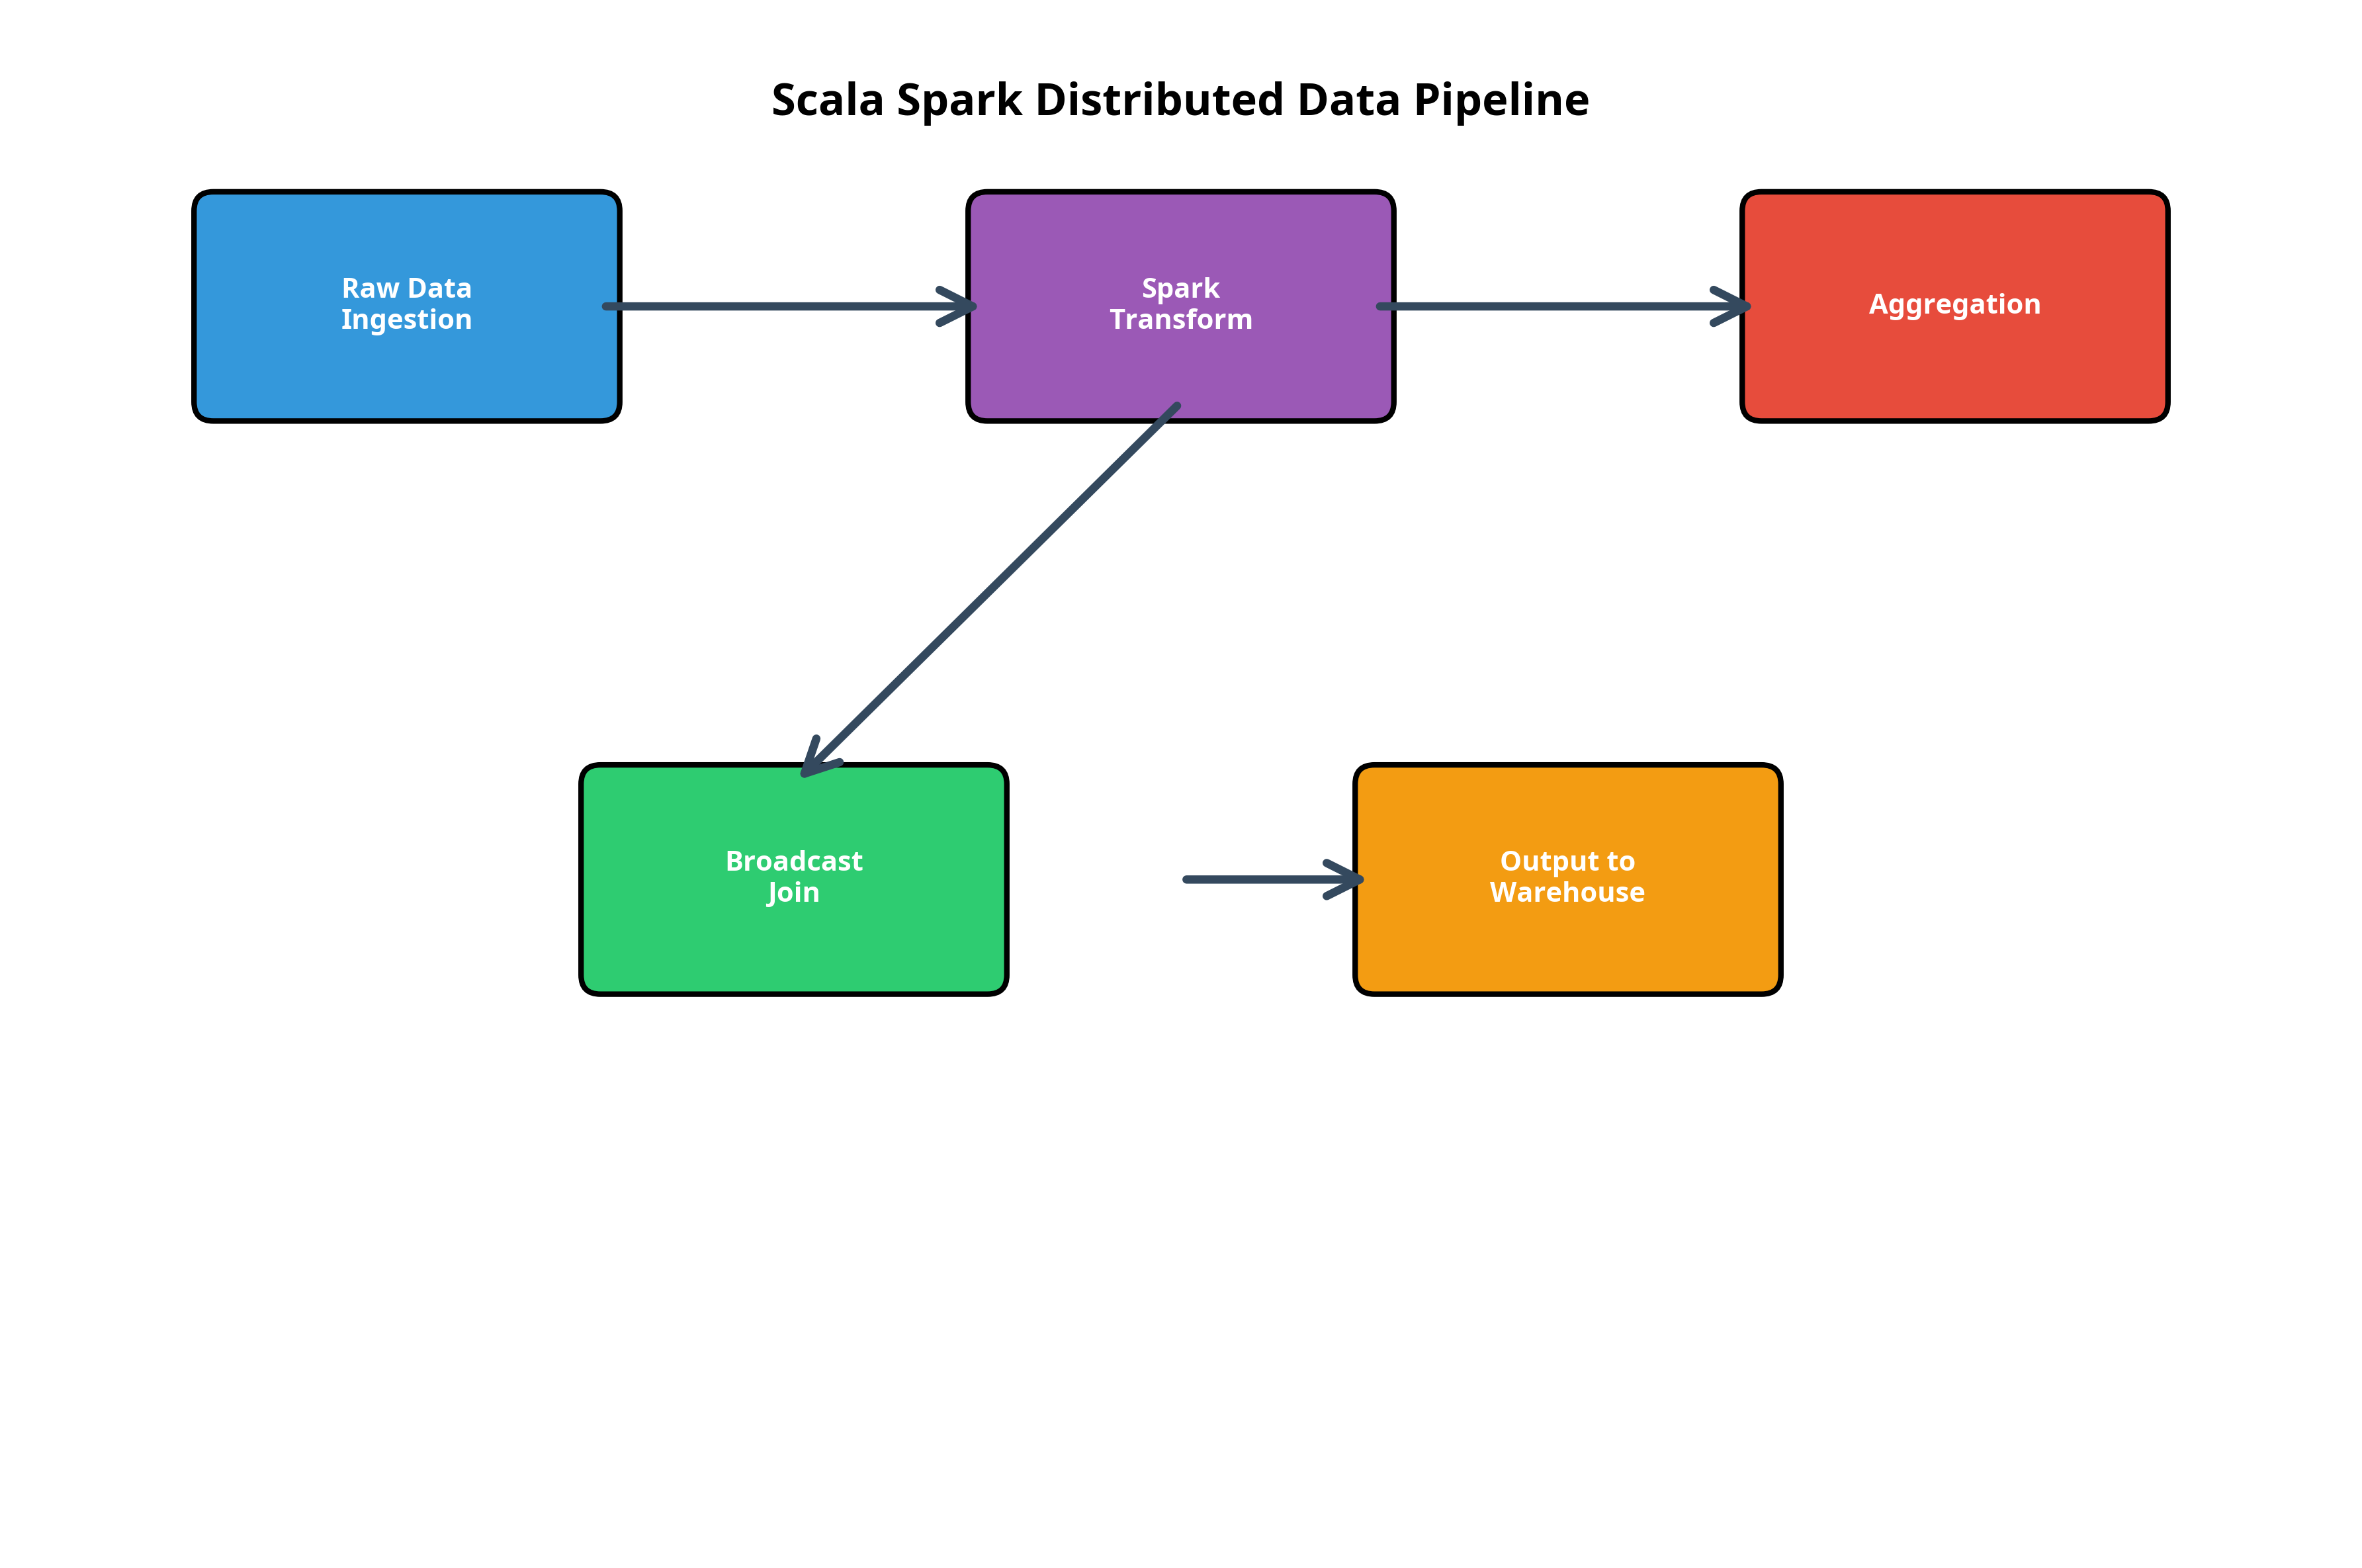 Scala Spark Distributed Data Pipeline
Raw Data
Ingestion
Spark
Transform
Aggregation
Broadcast
Join
Output to
Warehouse